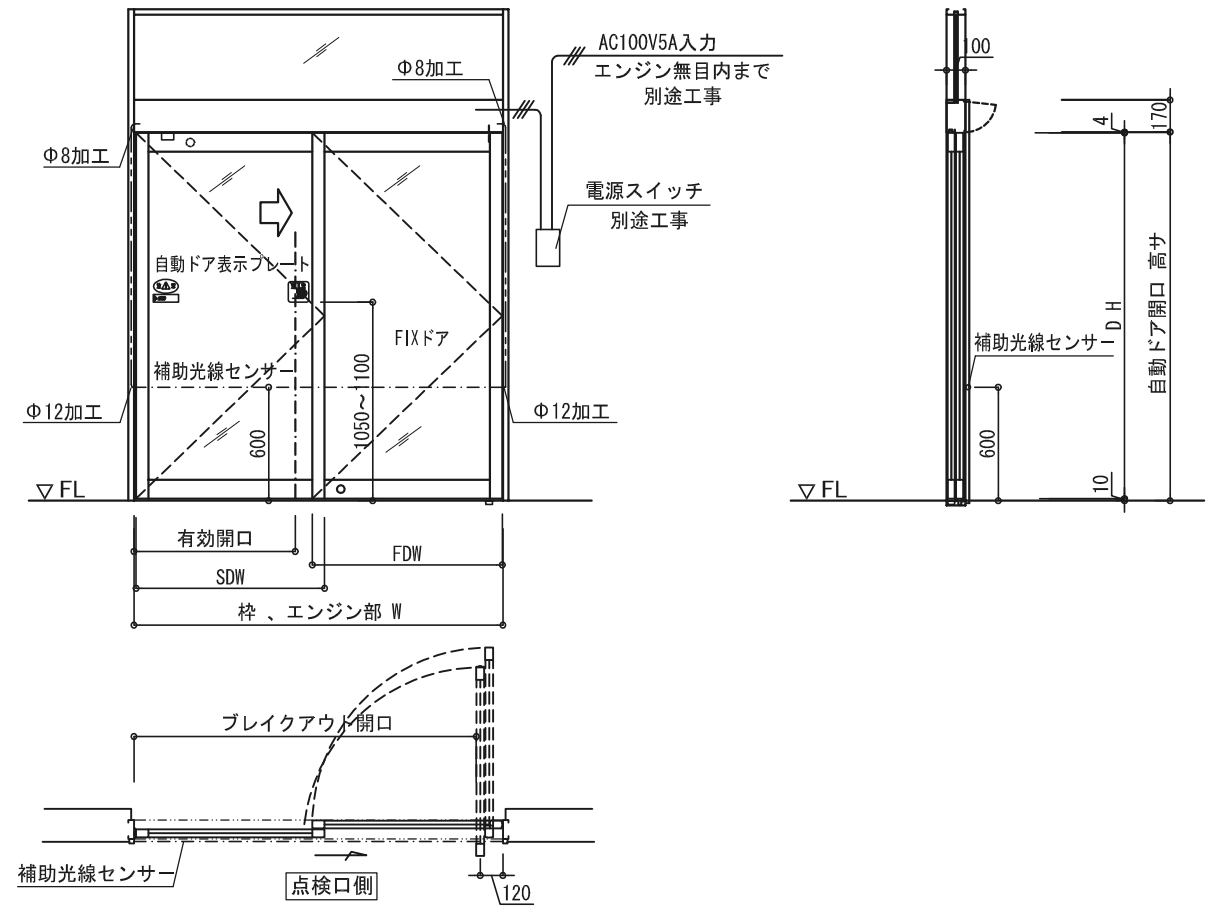 AC100V5A入力
エンジン無目内まで
別途工事
Φ8加工
Φ8加工
電源スイッチ
別途工事
自動ドア表示プレート
FIXドア
補助光線センサー
Φ12加工
Φ12加工
600
1050～1100
▽FL
有効開口
FDW
SDW
枠 、エンジン部 W
100
4
170
自動ドア開口 高サ
D H
補助光線センサー
600
10
▽FL
ブレイクアウト開口
補助光線センサー
点検口側
120